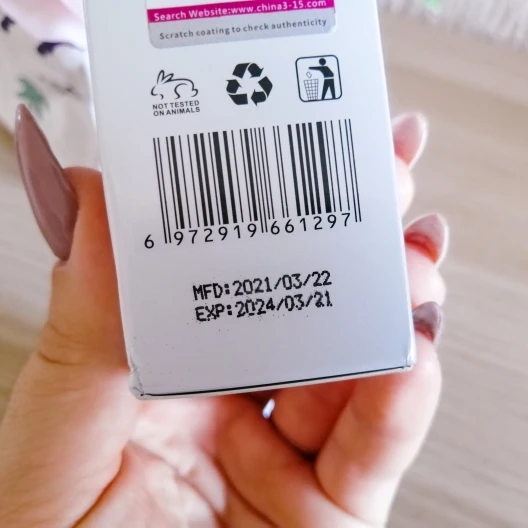 Search Website:www.china3-15.com
Scratch coating to check authenticity
NOT TESTED
ON ANIMALS
6 972919 661297
MFD:2021/03/22
EXP:2024/03/21